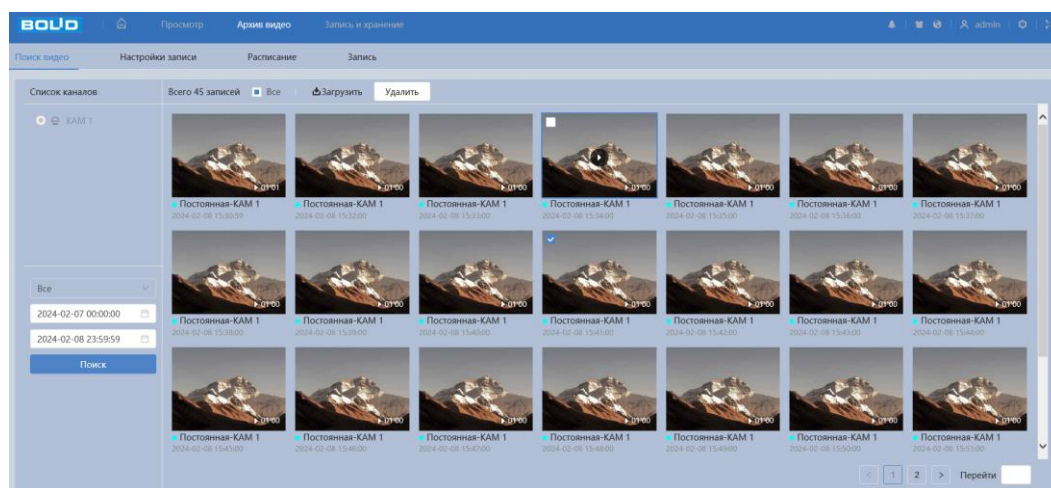 BOLID Просмотр Архив видео Запись и хранение admin
Поиск видео Настройки записи Расписание Запись
Список каналов Всего 45 записей Все Загрузить Удалить
КАМ 1
01:01 01:00 01:00 01:00 01:00 01:00 01:00
Постоянная-КАМ 1 Постоянная-КАМ 1 Постоянная-КАМ 1 Постоянная-КАМ 1 Постоянная-КАМ 1 Постоянная-КАМ 1 Постоянная-КАМ 1
2024-02-08 15:30:59 2024-02-08 15:32:00 2024-02-08 15:33:00 2024-02-08 15:34:00 2024-02-08 15:35:00 2024-02-08 15:36:00 2024-02-08 15:37:00
01:00 01:00 01:00 01:00 01:00 01:00 01:00
Все
2024-02-07 00:00:00
Постоянная-КАМ 1 Постоянная-КАМ 1 Постоянная-КАМ 1 Постоянная-КАМ 1 Постоянная-КАМ 1 Постоянная-КАМ 1 Постоянная-КАМ 1
2024-02-08 15:38:00 2024-02-08 15:39:00 2024-02-08 15:40:00 2024-02-08 15:41:00 2024-02-08 15:42:00 2024-02-08 15:43:00 2024-02-08 15:44:00
2024-02-08 23:59:59
Поиск
01:00 01:00 01:00 01:00 01:00 01:00 01:00
Постоянная-КАМ 1 Постоянная-КАМ 1 Постоянная-КАМ 1 Постоянная-КАМ 1 Постоянная-КАМ 1 Постоянная-КАМ 1 Постоянная-КАМ 1
2024-02-08 15:45:00 2024-02-08 15:46:00 2024-02-08 15:47:00 2024-02-08 15:48:00 2024-02-08 15:49:00 2024-02-08 15:50:00 2024-02-08 15:51:00
1 2 Перейти